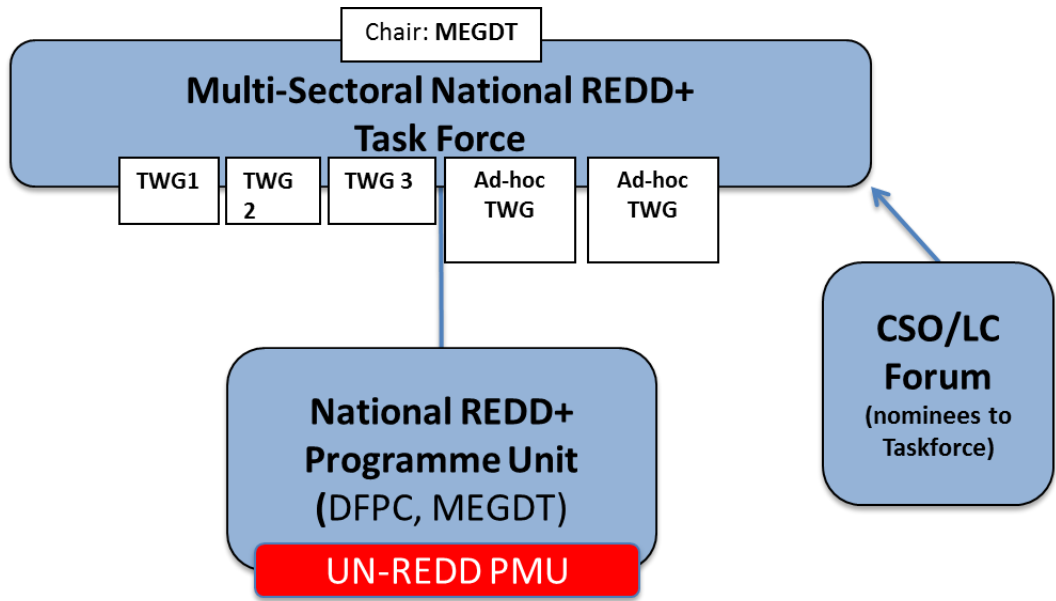 Chair: MEGDT
Multi-Sectoral National REDD+
Task Force
TWG1
TWG
2
TWG 3
Ad-hoc
TWG
Ad-hoc
TWG
CSO/LC
Forum
(nominees to
Taskforce)
National REDD+
Programme Unit
(DFPC, MEGDT)
UN-REDD PMU